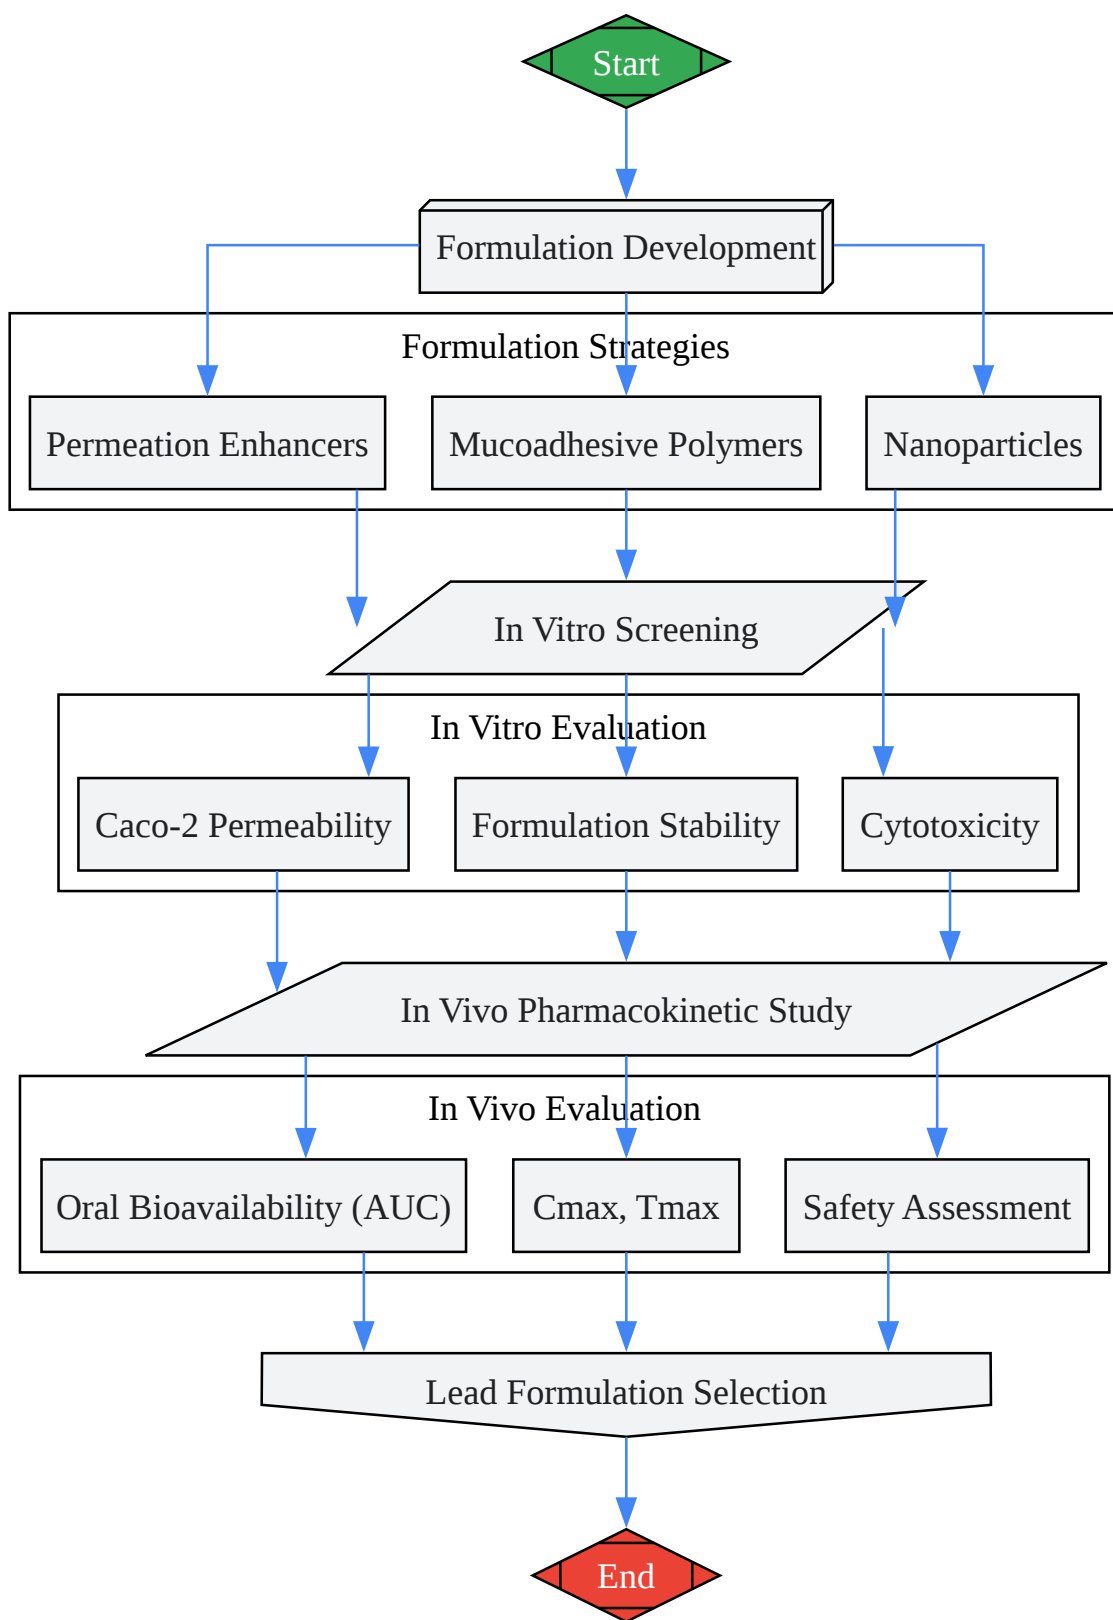 Start
Formulation Development
Formulation Strategies
Permeation Enhancers
Mucoadhesive Polymers
Nanoparticles
In Vitro Screening
In Vitro Evaluation
Caco-2 Permeability
Formulation Stability
Cytotoxicity
In Vivo Pharmacokinetic Study
In Vivo Evaluation
Oral Bioavailability (AUC)
Cmax, Tmax
Safety Assessment
Lead Formulation Selection
End